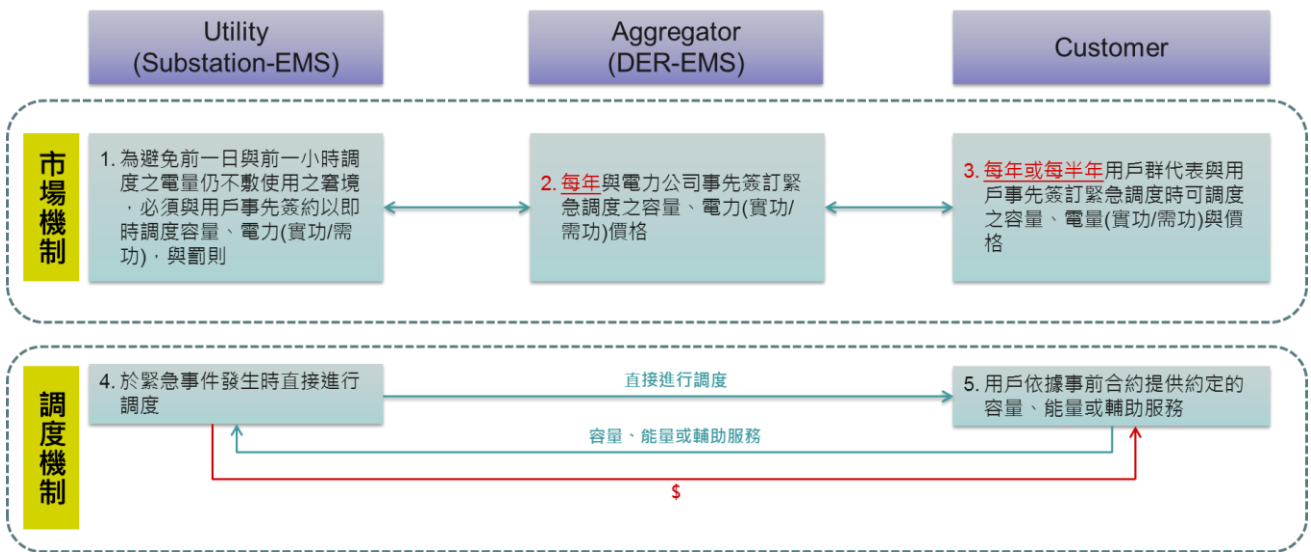 Utility
(Substation-EMS)
Aggregator
(DER-EMS)
Customer
市場機制
1. 為避免前一日與前一小時調
度之電量仍不敷使用之窘境
，必須與用戶事先簽約以即
時調度容量、電力(實功/需
功)，與罰則
2. 每年與電力公司事先簽訂緊
急調度之容量、電力(實功/
需功)價格
3. 每年或每半年用戶群代表與用
戶事先簽訂緊急調度時可調度
之容量、電量(實功/需功)與價
格
調度機制
4. 於緊急事件發生時直接進行
調度
直接進行調度
5. 用戶依據事前合約提供約定的
容量、能量或輔助服務
容量、能量或輔助服務
$